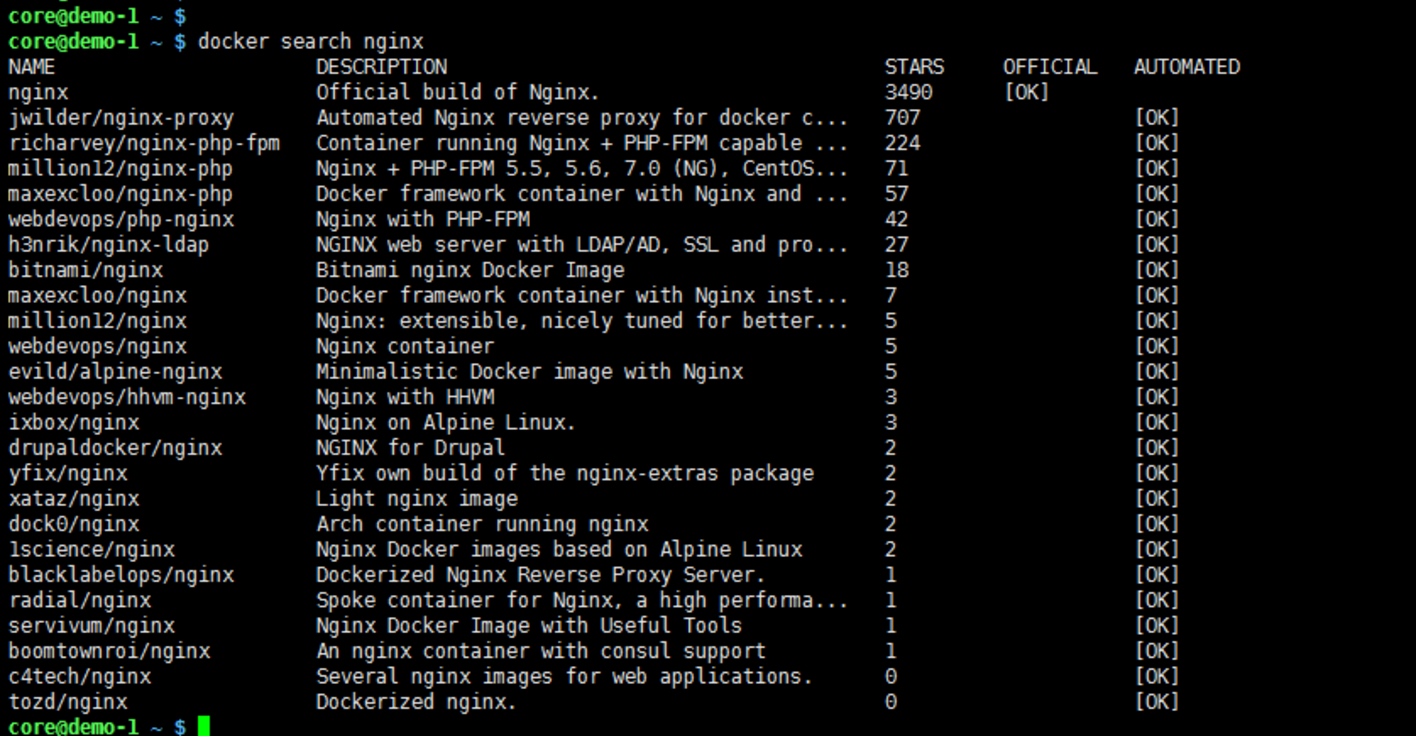 core@demo-1 ~ $
core@demo-1 ~ $ docker search nginx
NAME DESCRIPTION STARS OFFICIAL AUTOMATED
nginx Official build of Nginx. 3490 [OK]
jwilder/nginx-proxy Automated Nginx reverse proxy for docker c... 707 [OK]
richarvey/nginx-php-fpm Container running Nginx + PHP-FPM capable ... 224 [OK]
million12/nginx-php Nginx + PHP-FPM 5.5, 5.6, 7.0 (NG), CentOS... 71 [OK]
maxexcloo/nginx-php Docker framework container with Nginx and ... 57 [OK]
webdevops/php-nginx Nginx with PHP-FPM 42 [OK]
h3nrik/nginx-ldap NGINX web server with LDAP/AD, SSL and pro... 27 [OK]
bitnami/nginx Bitnami nginx Docker Image 18 [OK]
maxexcloo/nginx Docker framework container with Nginx inst... 7 [OK]
million12/nginx Nginx: extensible, nicely tuned for better... 5 [OK]
webdevops/nginx Nginx container 5 [OK]
evild/alpine-nginx Minimalistic Docker image with Nginx 5 [OK]
webdevops/hhvm-nginx Nginx with HHVM 3 [OK]
ixbox/nginx Nginx on Alpine Linux. 3 [OK]
drupaldocker/nginx NGINX for Drupal 2 [OK]
yfix/nginx Yfix own build of the nginx-extras package 2 [OK]
xataz/nginx Light nginx image 2 [OK]
dock0/nginx Arch container running nginx 2 [OK]
1science/nginx Nginx Docker images based on Alpine Linux 2 [OK]
blacklabelops/nginx Dockerized Nginx Reverse Proxy Server. 1 [OK]
radial/nginx Spoke container for Nginx, a high performa... 1 [OK]
servivum/nginx Nginx Docker Image with Useful Tools 1 [OK]
boomtownroi/nginx An nginx container with consul support 1 [OK]
c4tech/nginx Several nginx images for web applications. 0 [OK]
tozd/nginx Dockerized nginx. 0 [OK]
core@demo-1 ~ $